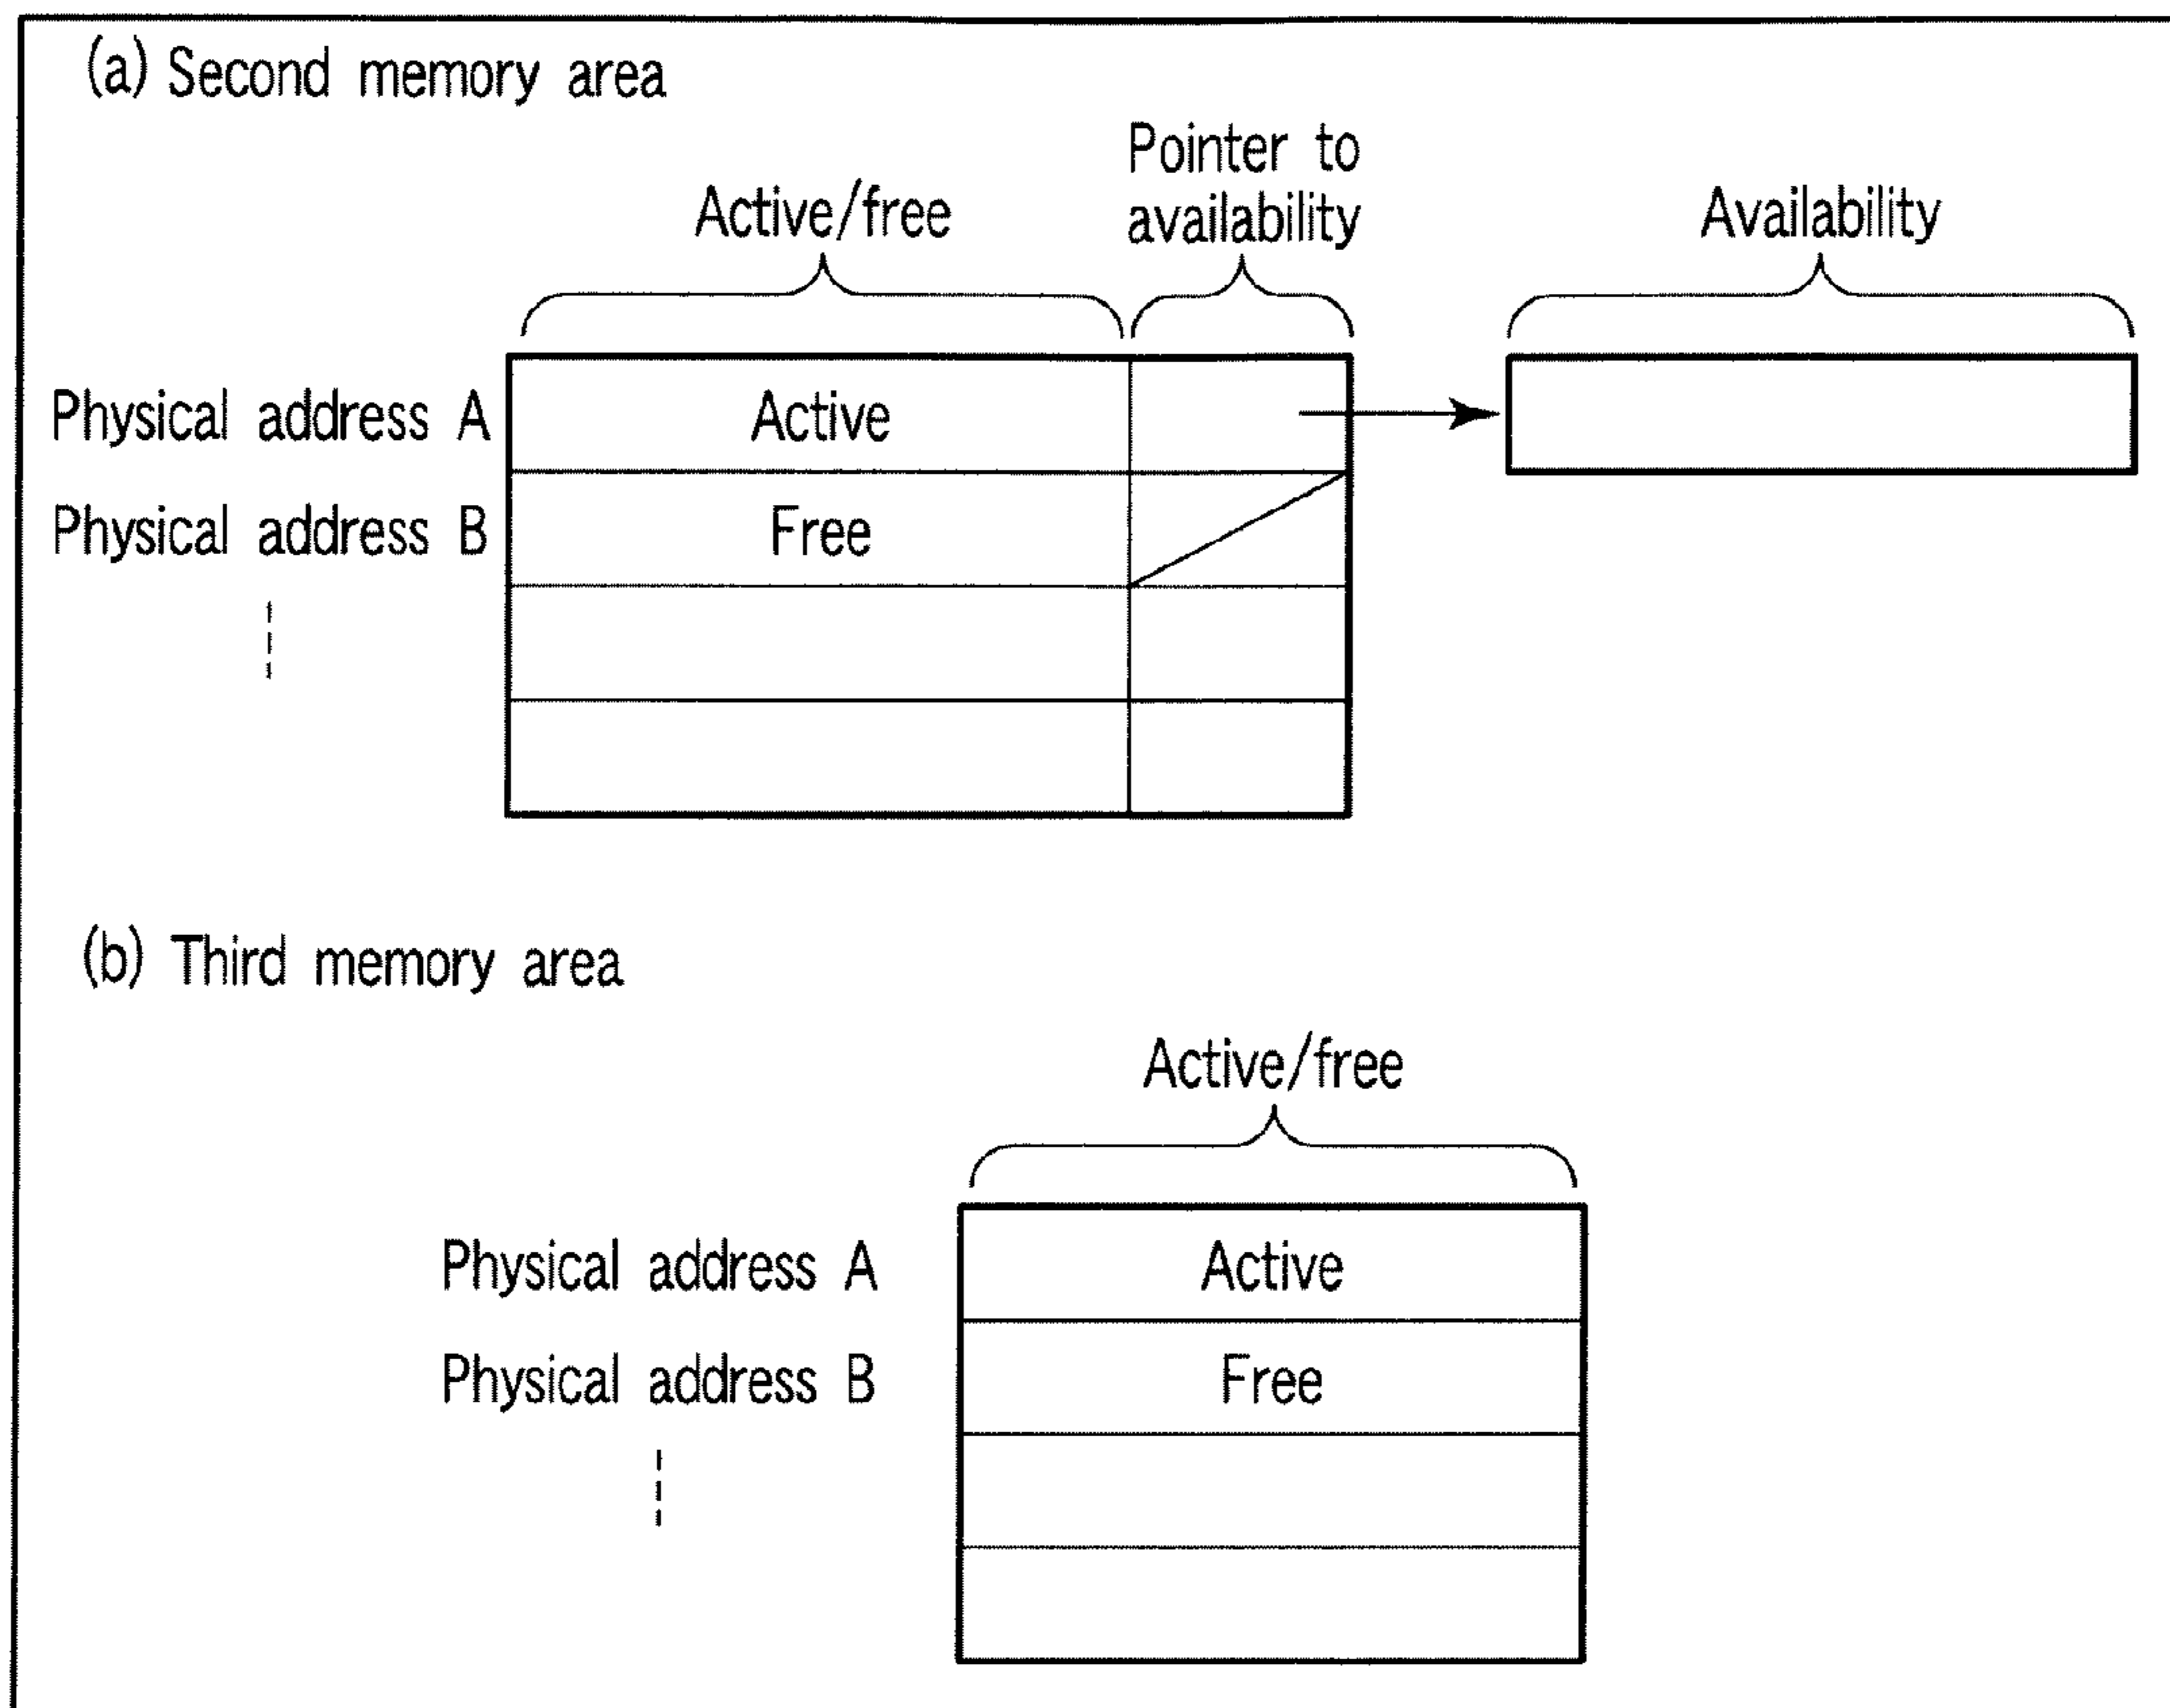 (a) Second memory area
Pointer to
Active/free availability Availability
Physical address A Active
Physical address B Free
(b) Third memory area
Active/free
Physical address A Active
Physical address B Free